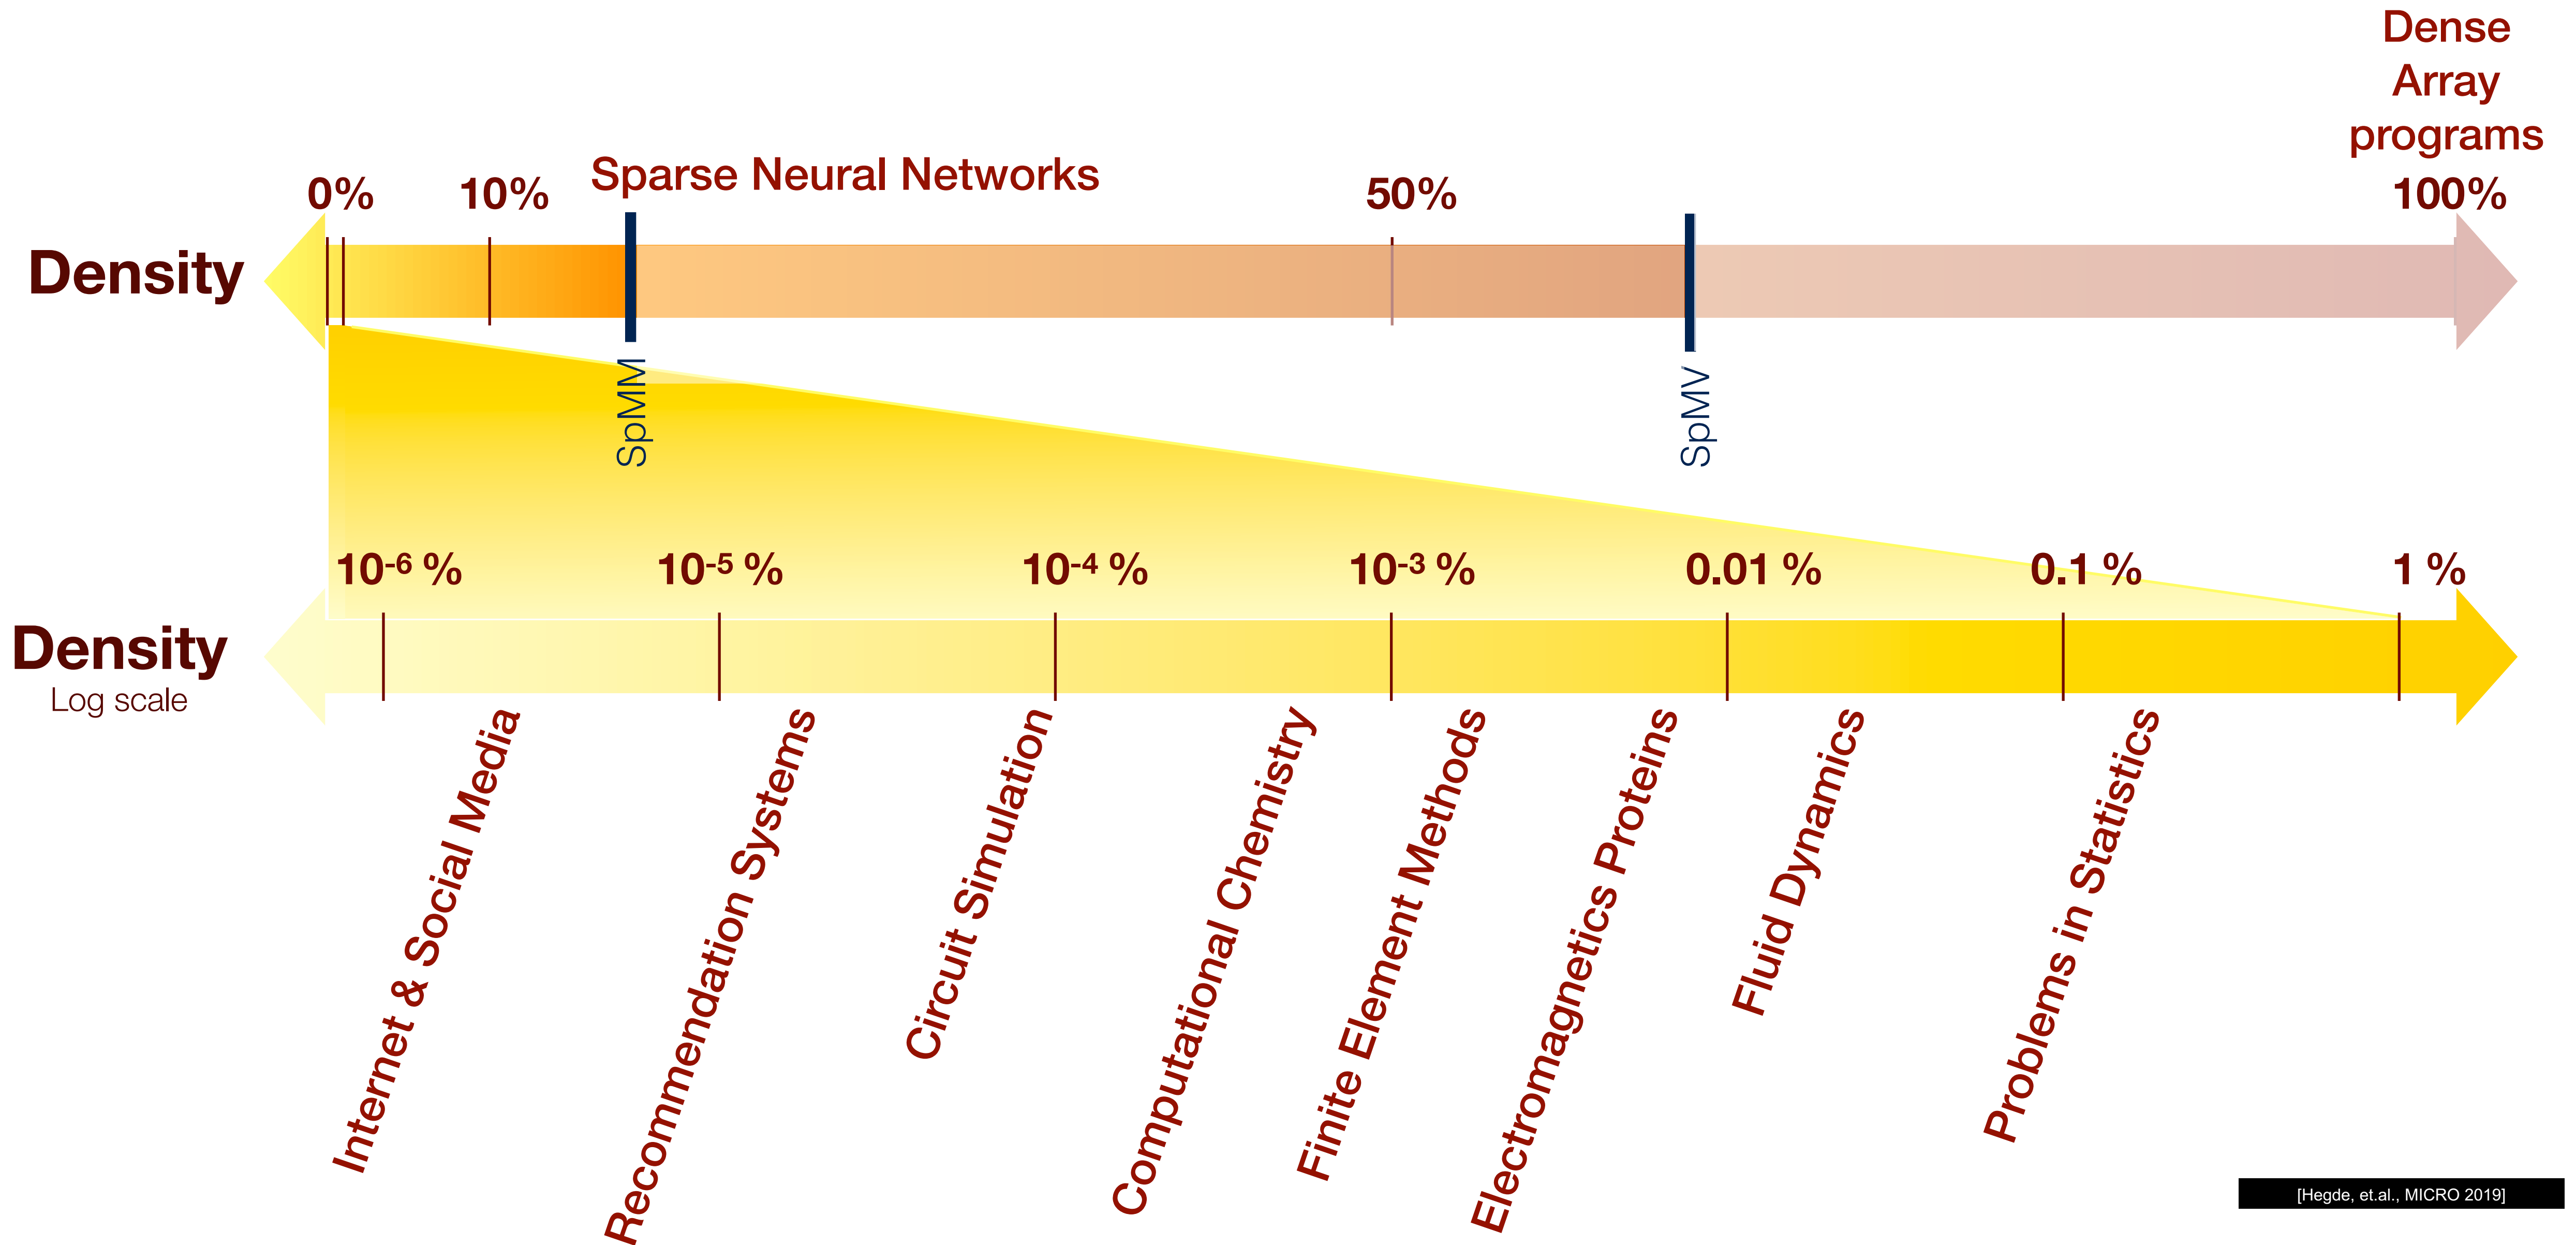 Dense
Array
programs
Sparse Neural Networks
0%
10%
50%
100%
Density
SpMM
SpMV
10-6 %
10-5 %
10-4 %
10-3 %
0.01 %
0.1 %
1 %
Density
Log scale
Internet & Social Media
Recommendation Systems
Circuit Simulation
Computational Chemistry
Finite Element Methods
Electromagnetics Proteins
Fluid Dynamics
Problems in Statistics
[Hegde, et.al., MICRO 2019]